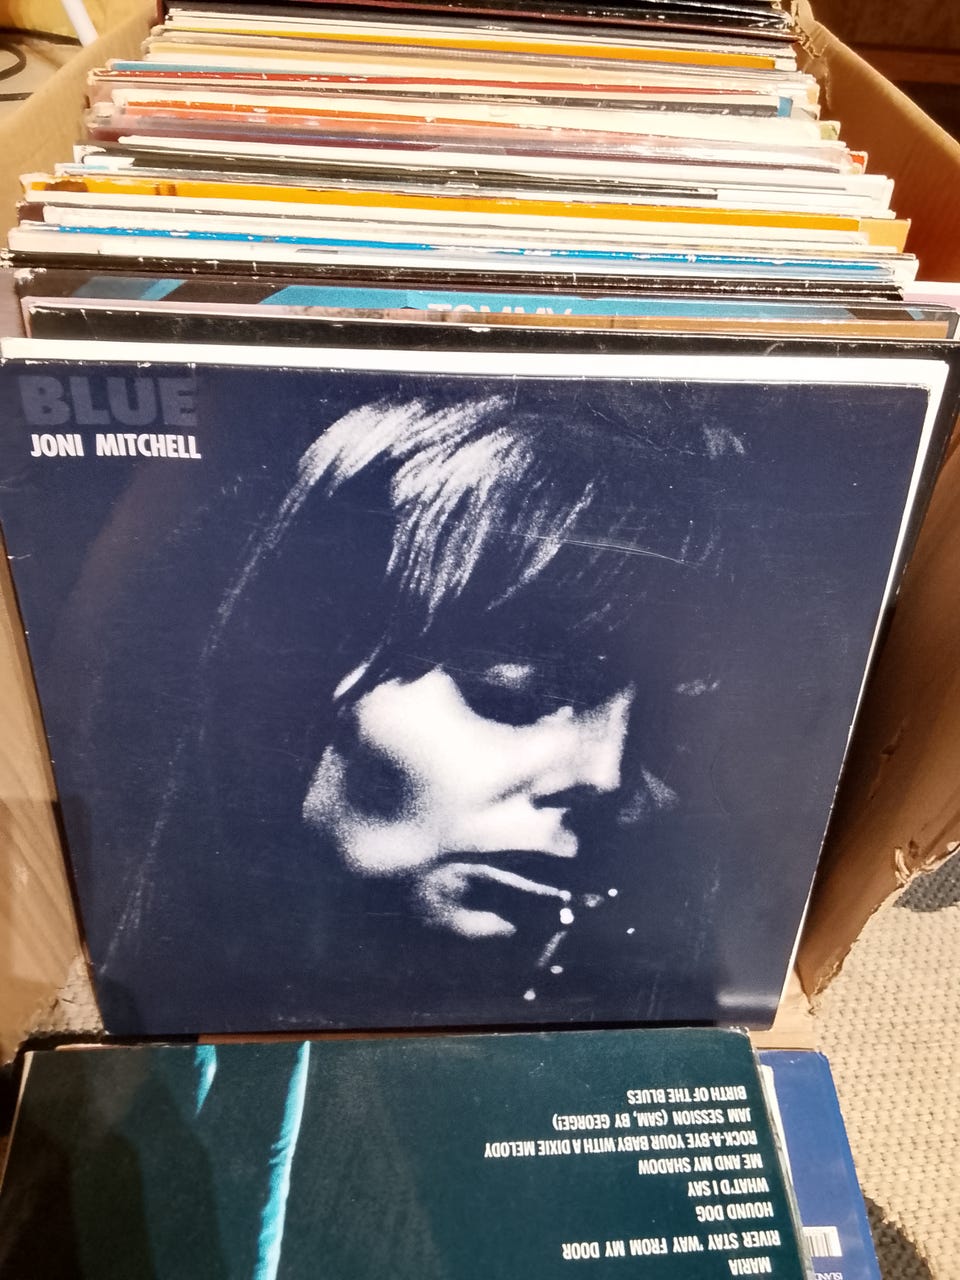 TOMMY
BLUE
JONI MITCHELL
MARIA
RIVER STAY 'WAY FROM MY DOOR
HOUND DOG
WHAT'D I SAY
ME AND MY SHADOW
ROCK-A-BYE YOUR BABY WITH A DIXIE MELODY
JAM SESSION (SAM, BY GEORGE!)
BIRTH OF THE BLUES